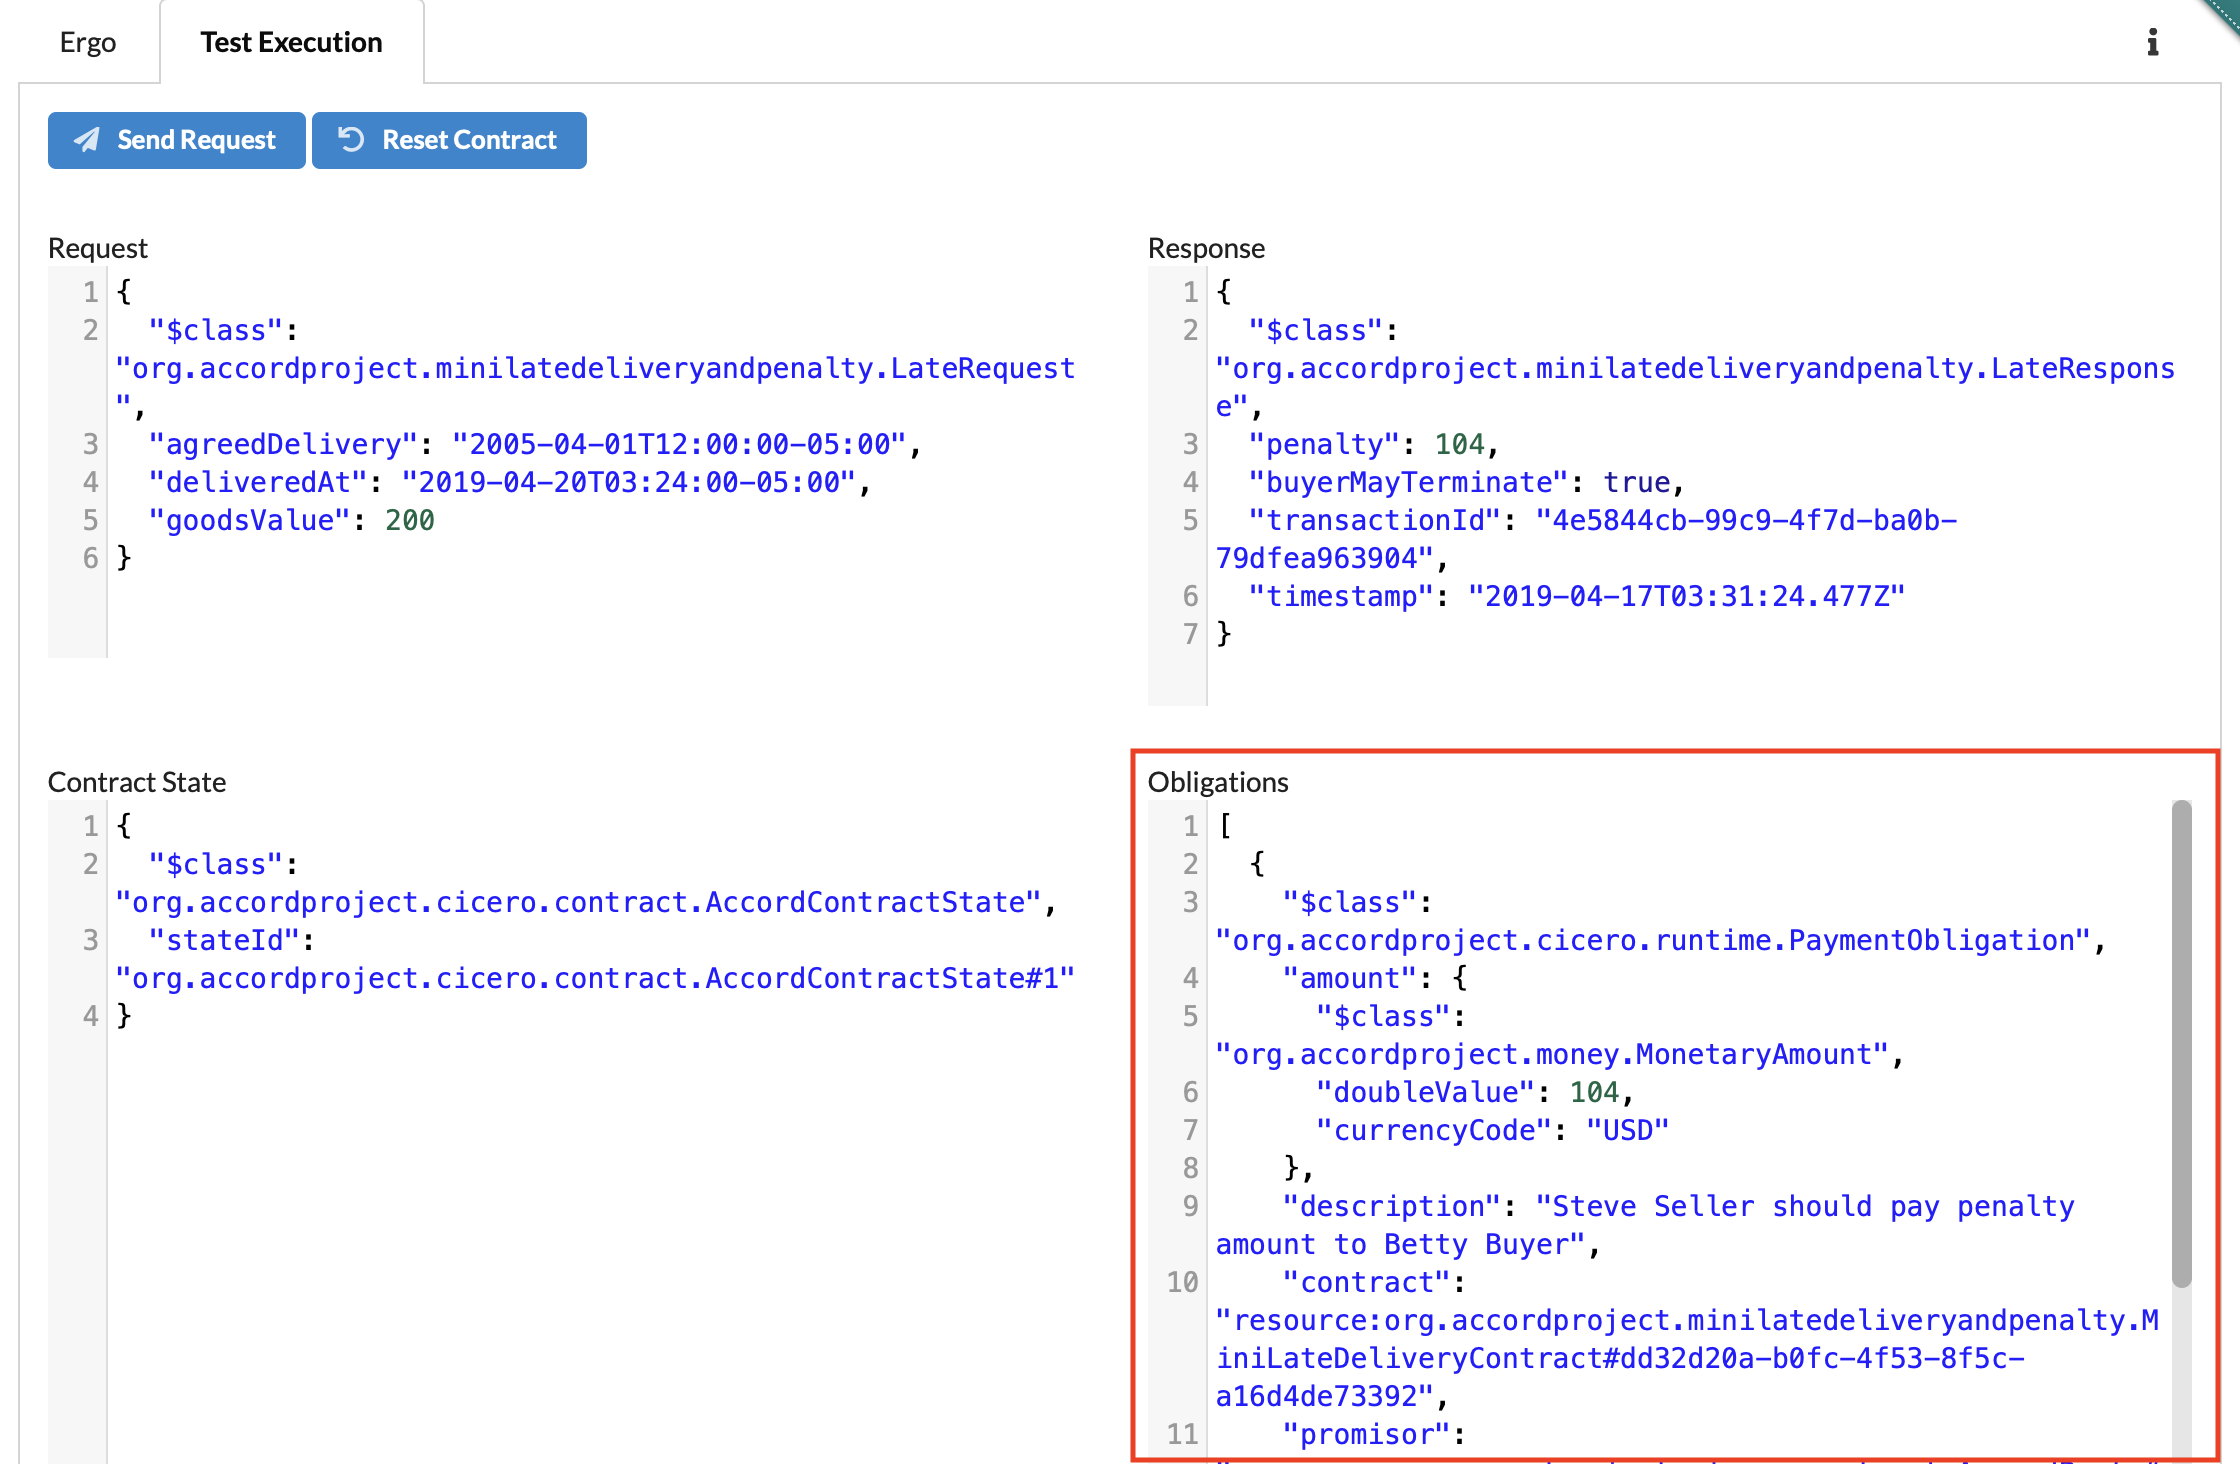 Ergo
Test Execution
Send Request
Reset Contract
Request
1 {
2   "$class":
"org.accordproject.minilatedeliveryandpenalty.LateRequest
",
3   "agreedDelivery": "2005-04-01T12:00:00-05:00",
4   "deliveredAt": "2019-04-20T03:24:00-05:00",
5   "goodsValue": 200
6 }
Response
1 {
2   "$class":
"org.accordproject.minilatedeliveryandpenalty.LateRespons
e",
3   "penalty": 104,
4   "buyerMayTerminate": true,
5   "transactionId": "4e5844cb-99c9-4f7d-ba0b-
79dfea963904",
6   "timestamp": "2019-04-17T03:31:24.477Z"
7 }
Contract State
1 {
2   "$class":
"org.accordproject.cicero.contract.AccordContractState",
3   "stateId":
"org.accordproject.cicero.contract.AccordContractState#1"
4 }
Obligations
1 [
2   {
3     "$class":
"org.accordproject.cicero.runtime.PaymentObligation",
4     "amount": {
5       "$class":
"org.accordproject.money.MonetaryAmount",
6       "doubleValue": 104,
7       "currencyCode": "USD"
8     },
9     "description": "Steve Seller should pay penalty
amount to Betty Buyer",
10     "contract":
"resource:org.accordproject.minilatedeliveryandpenalty.M
iniLateDeliveryContract#dd32d20a-b0fc-4f53-8f5c-
a16d4de73392",
11     "promisor":